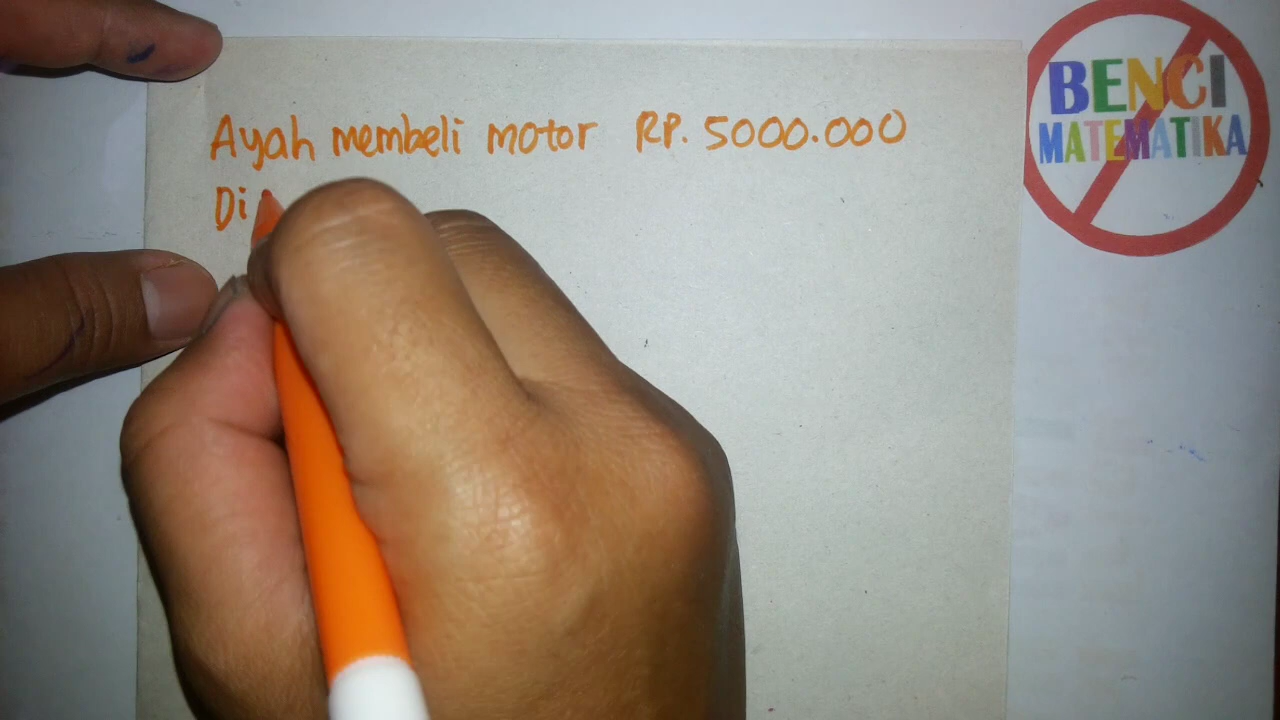 Ayah membeli motor RP. 5000.000
Di
BENCI
MATEMATIKA